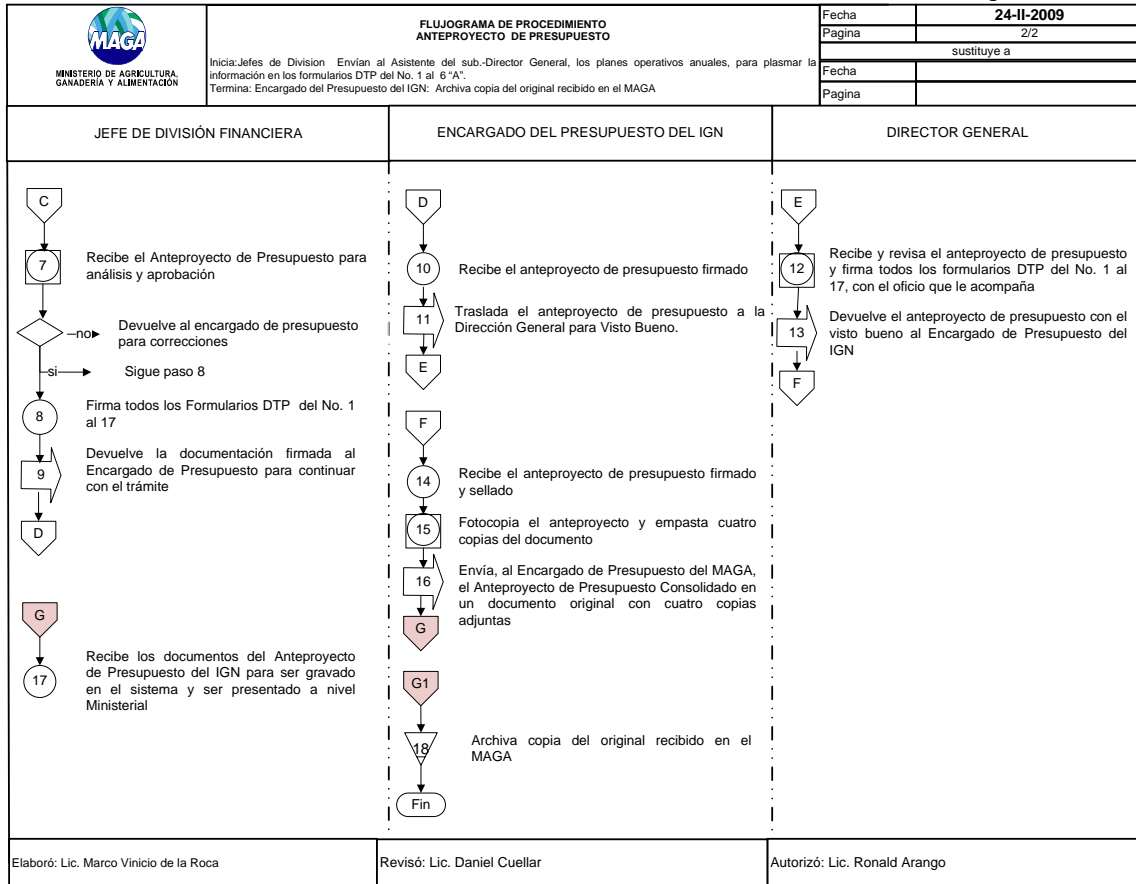 MAGA
MINISTERIO DE AGRICULTURA,
GANADERÍA Y ALIMENTACIÓN
FLUJOGRAMA DE PROCEDIMIENTO
ANTEPROYECTO DE PRESUPUESTO
Inicia:Jefes de Division Envían al Asistente del sub.-Director General, los planes operativos anuales, para plasmar la
información en los formularios DTP del No. 1 al 6 “A”.
Termina: Encargado del Presupuesto del IGN: Archiva copia del original recibido en el MAGA
Fecha 24-II-2009
Pagina 2/2
sustituye a
Fecha
Pagina
JEFE DE DIVISIÓN FINANCIERA
C
7
Recibe el Anteproyecto de Presupuesto para
análisis y aprobación
no
Devuelve al encargado de presupuesto
para correcciones
si
Sigue paso 8
8
Firma todos los Formularios DTP del No. 1
al 17
9
Devuelve la documentación firmada al
Encargado de Presupuesto para continuar
con el trámite
D
G
17
Recibe los documentos del Anteproyecto
de Presupuesto del IGN para ser gravado
en el sistema y ser presentado a nivel
Ministerial
ENCARGADO DEL PRESUPUESTO DEL IGN
D
10
Recibe el anteproyecto de presupuesto firmado
11
Traslada el anteproyecto de presupuesto a la
Dirección General para Visto Bueno.
E
F
14
Recibe el anteproyecto de presupuesto firmado
y sellado
15
Fotocopia el anteproyecto y empasta cuatro
copias del documento
16
Envía, al Encargado de Presupuesto del MAGA,
el Anteproyecto de Presupuesto Consolidado en
un documento original con cuatro copias
adjuntas
G
G1
18
Archiva copia del original recibido en el
MAGA
Fin
DIRECTOR GENERAL
E
12
Recibe y revisa el anteproyecto de presupuesto
y firma todos los formularios DTP del No. 1 al
17, con el oficio que le acompaña
13
Devuelve el anteproyecto de presupuesto con el
visto bueno al Encargado de Presupuesto del
IGN
F
Elaboró: Lic. Marco Vinicio de la Roca
Revisó: Lic. Daniel Cuellar
Autorizó: Lic. Ronald Arango